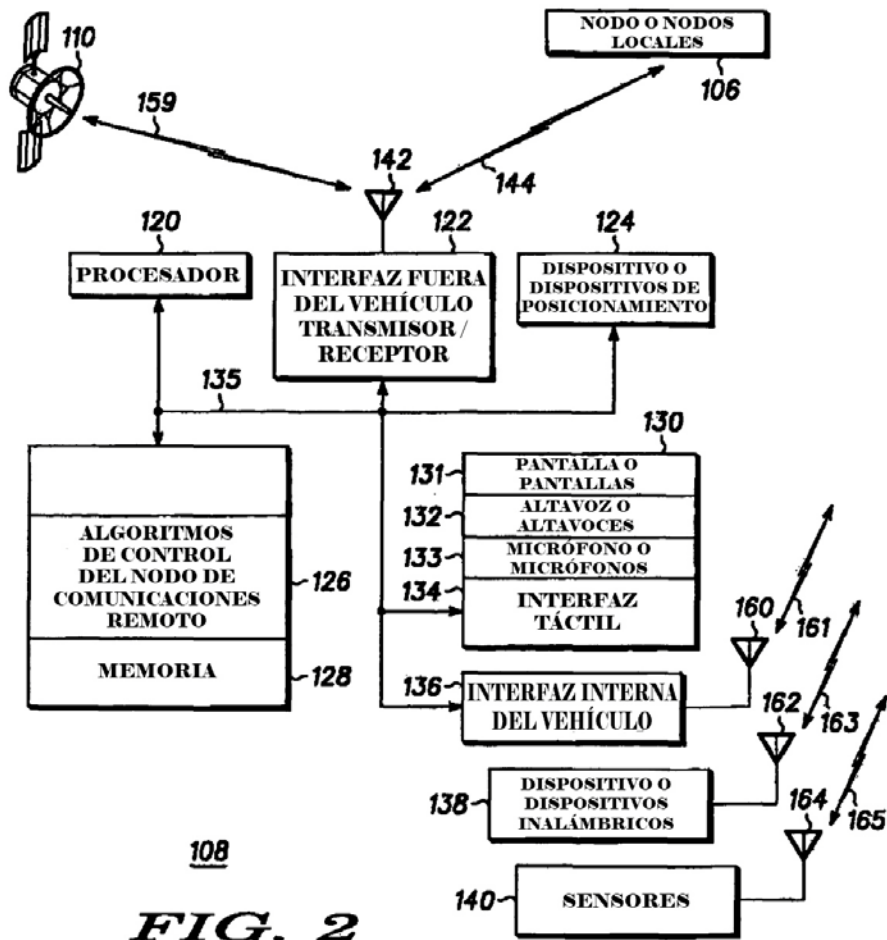 110
NODO O NODOS
LOCALES
106
159
144
142
120
122
124
PROCESADOR
INTERFAZ FUERA
DEL VEHÍCULO
TRANSMISOR /
RECEPTOR
DISPOSITIVO O
DISPOSITIVOS DE
POSICIONAMIENTO
135
130
131
PANTALLA O
PANTALLAS
132
ALTAVOZ O
ALTAVOCES
133
MICRÓFONO O
MICRÓFONOS
134
INTERFAZ
TÁCTIL
ALGORITMOS
DE CONTROL
DEL NODO DE
COMUNICACIONES
REMOTO
126
MEMORIA
128
136
INTERFAZ INTERNA
DEL VEHÍCULO
160
161
162
163
138
DISPOSITIVO O
DISPOSITIVOS
INALÁMBRICOS
164
165
140
SENSORES
108
FIG. 2